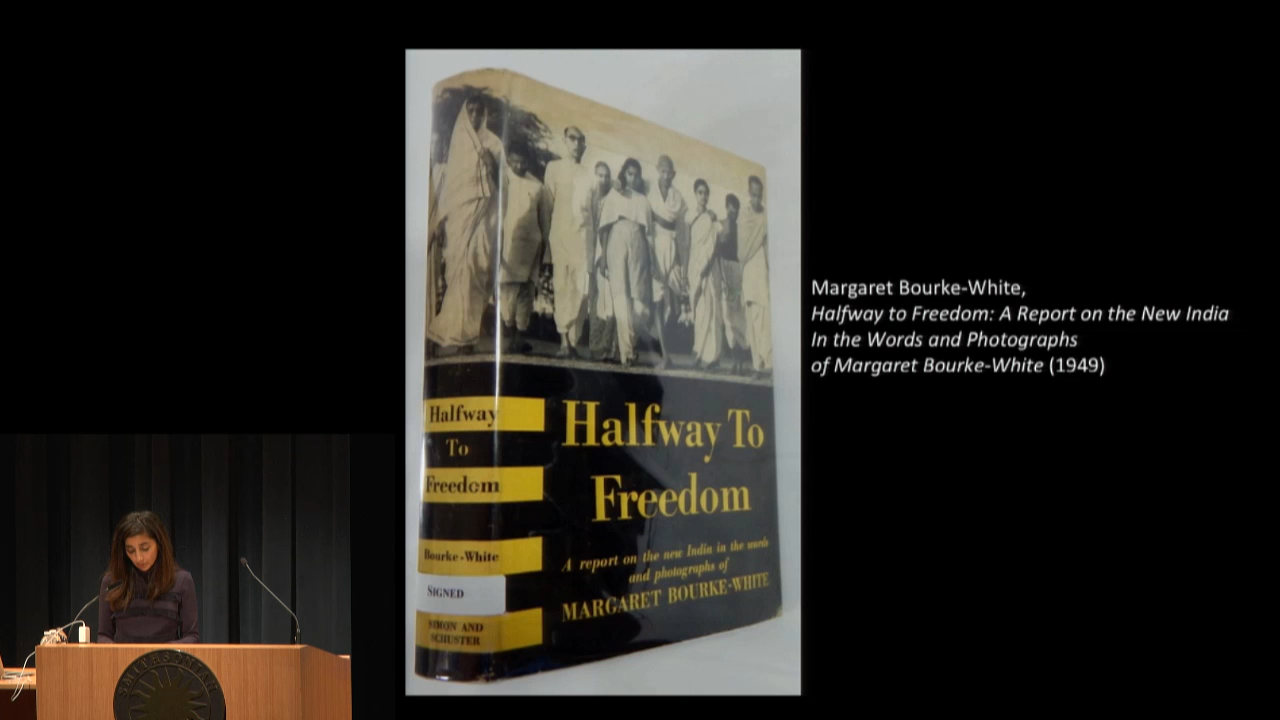 Halfway
To
Freedom
Bourke-White
SIGNED
SIMON AND
SCHUSTER
Halfway To
Freedom
A report on the new India in the words
and photographs of
MARGARET BOURKE-WHITE
Margaret Bourke-White,
Halfway to Freedom: A Report on the New India
In the Words and Photographs
of Margaret Bourke-White (1949)
SMITHSONIAN